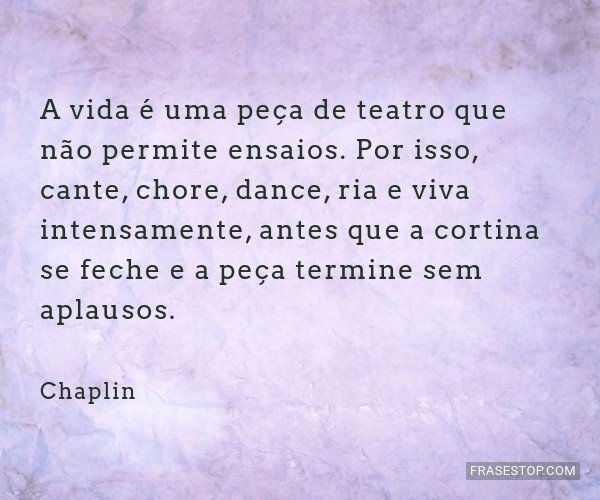 A vida é uma peça de teatro que
não permite ensaios. Por isso,
cante, chore, dance, ria e viva
intensamente, antes que a cortina
se feche e a peça termine sem
aplausos.
Chaplin
FRASESTOP.COM